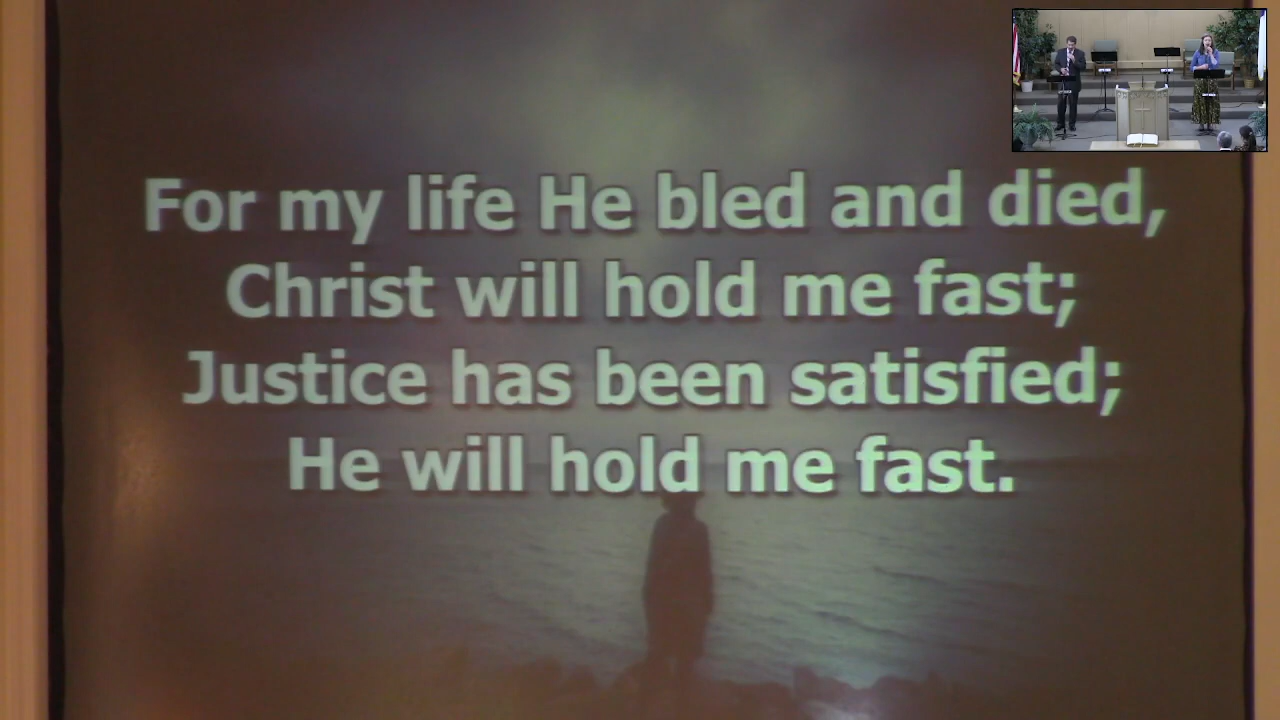 For my life He bled and died,
Christ will hold me fast;
Justice has been satisfied;
He will hold me fast.